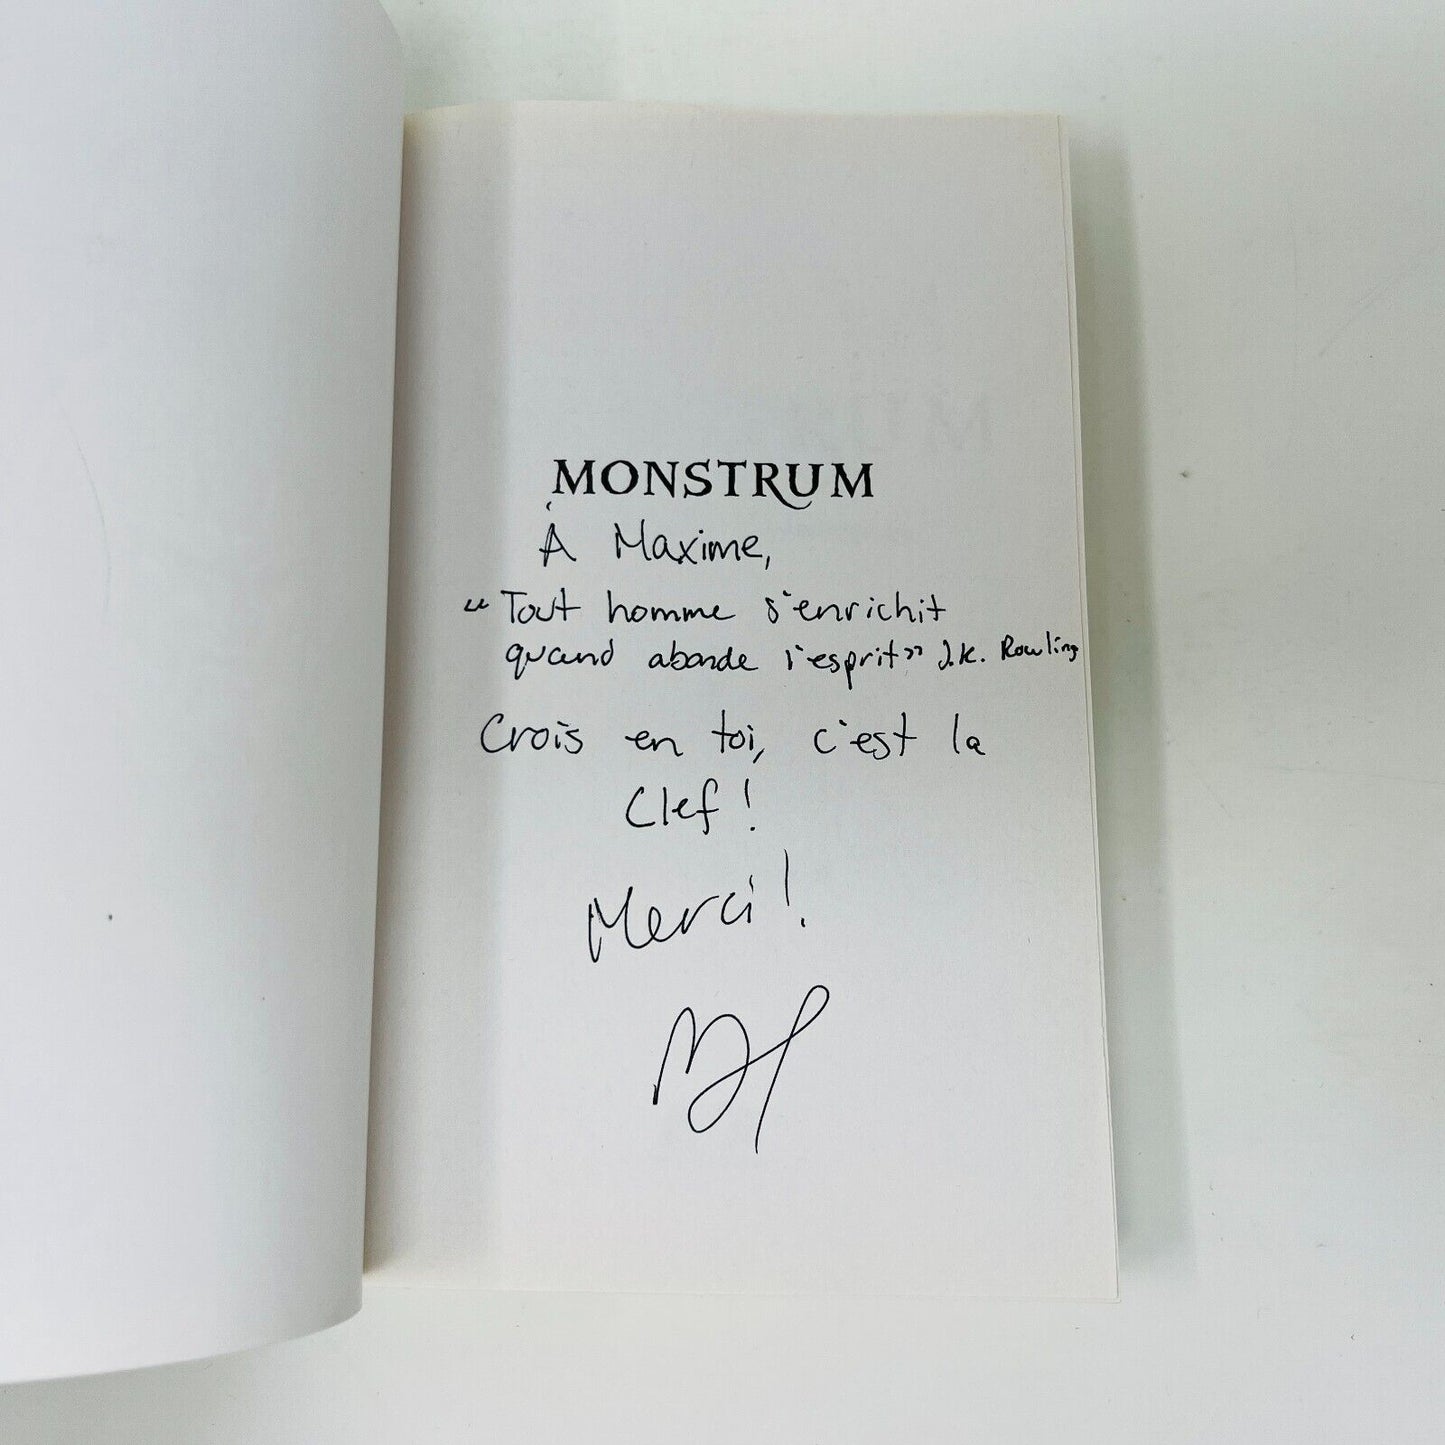 MONSTRUM
À Maxime,
"Tout homme s'enrichit
quand abonde l'esprit" J.K. Rowling
Crois en toi, c'est la
Clef !
Merci !